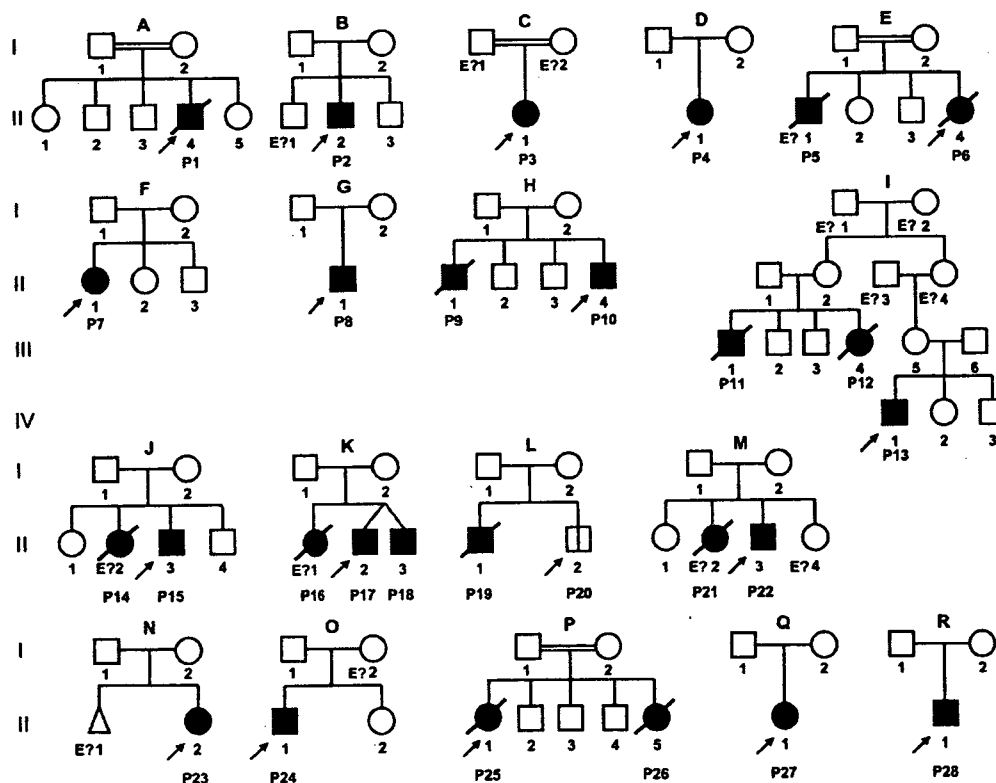 A B C D E
I
1 2 1 2 E?1 E?2 1 2 1 2
II
1 2 3 4 5 E?1 2 3 1 1 E? 1 2 3 4
P1 P2 P3 P4 P5 P6
F G H I
I
1 2 1 2 1 2 E? 1 E? 2
II
1 2 3 1 1 2 3 4 1 2 E? 3 E? 4
P7 P8 P9 P10
III
1 2 3 4 5 6
P11 P12
IV
1 2 3
P13
J K L M
I
1 2 1 2 1 2 1 2
II
1 E?2 3 4 E?1 2 3 1 2 1 E? 2 3 E?4
P14 P15 P16 P17 P18 P19 P20 P21 P22
N O P Q R
I
1 2 1 E?2 1 2 1 2 1 2
II
E?1 2 1 2 1 2 3 4 5 1 1
P23 P24 P25 P26 P27 P28